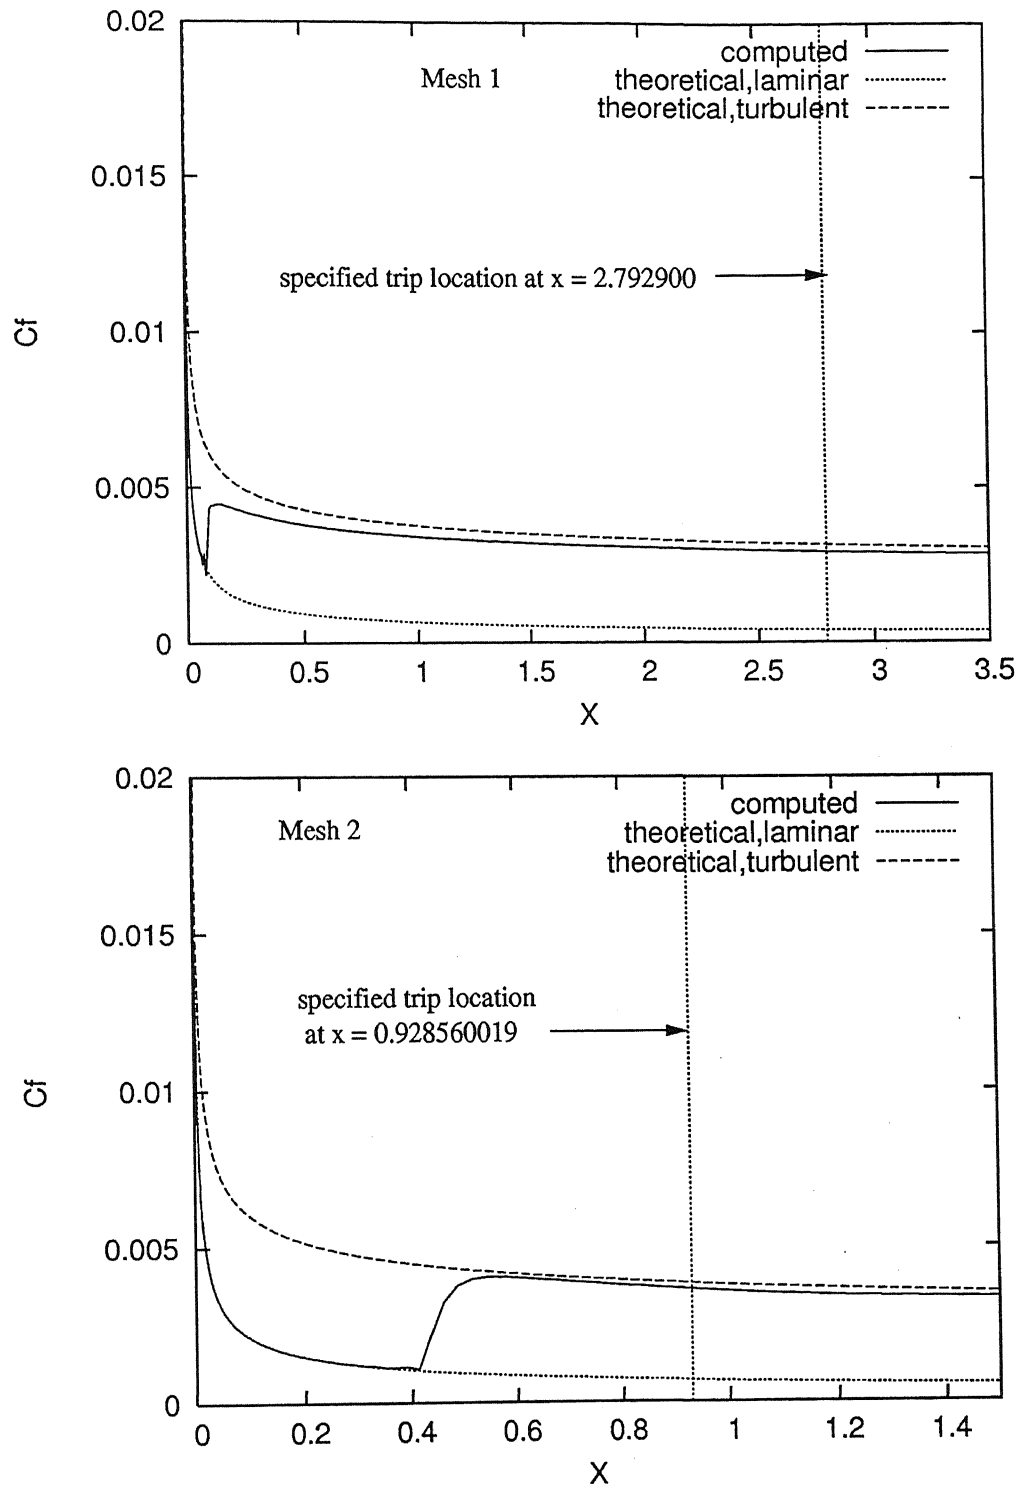 0.02
computed
Mesh 1
theoretical,laminar
theoretical,turbulent
0.015
specified trip location at x = 2.792900
Cf
0.01
0.005
0
0 0.5 1 1.5 2 2.5 3 3.5
X
0.02
computed
Mesh 2
theoretical,laminar
theoretical,turbulent
0.015
specified trip location
at x = 0.928560019
Cf
0.01
0.005
0
0 0.2 0.4 0.6 0.8 1 1.2 1.4
X